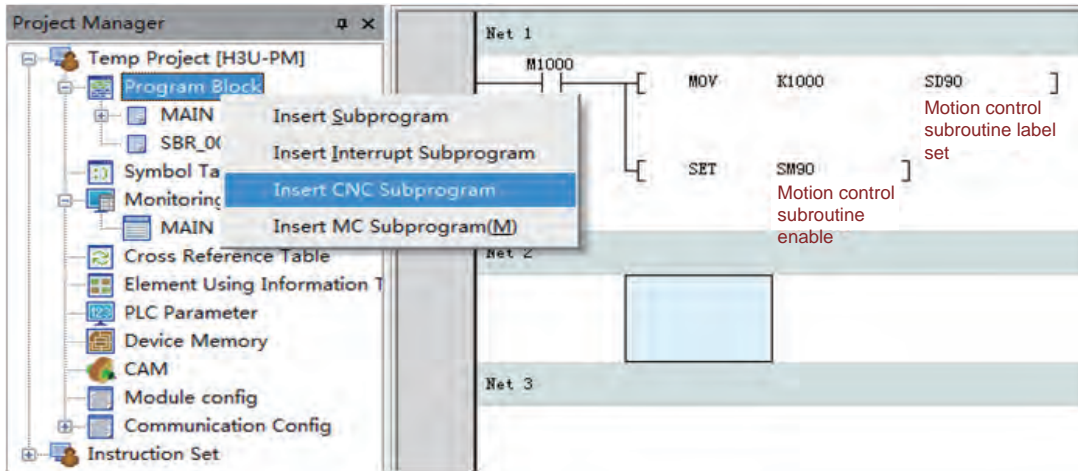 Project Manager
Temp Project [H3U-PM]
Program Block
MAIN
SBR_00
Symbol Ta
Monitoring
MAIN
Cross Reference Table
Element Using Information T
PLC Parameter
Device Memory
CAM
Module config
Communication Config
Instruction Set
Insert Subprogram
Insert Interrupt Subprogram
Insert CNC Subprogram
Insert MC Subprogram(M)
Net 1
M1000
[ MOV K1000 SD90 ]
Motion control
subroutine label
set
[ SET SM90 ]
Motion control
subroutine
enable
Net 2
Net 3